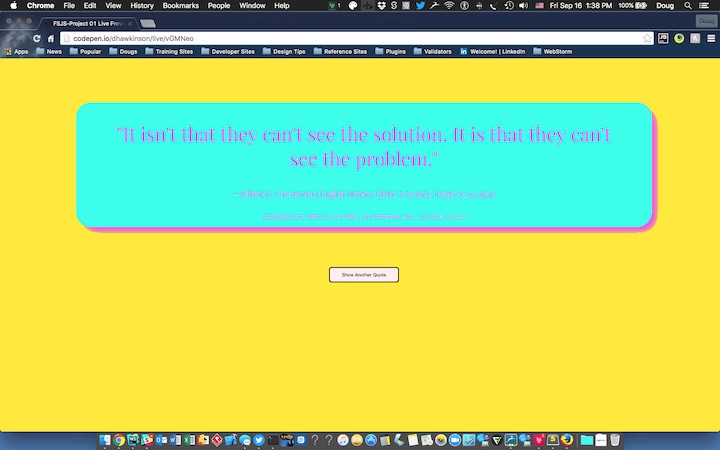 Chrome File Edit View History Bookmarks People Window Help 1 Fri Sep 16 1:38 PM 100% Doug
FSJS-Project 01 Live Prev
Doug
codepen.io/dhawkinson/live/vGMNeo
Apps News Popular Dougs Training Sites Developer Sites Design Tips Reference Sites Plugins Validators Welcome! | LinkedIn WebStorm
"It isn't that they can't see the solution. It is that they can't
see the problem."
Show Another Quote